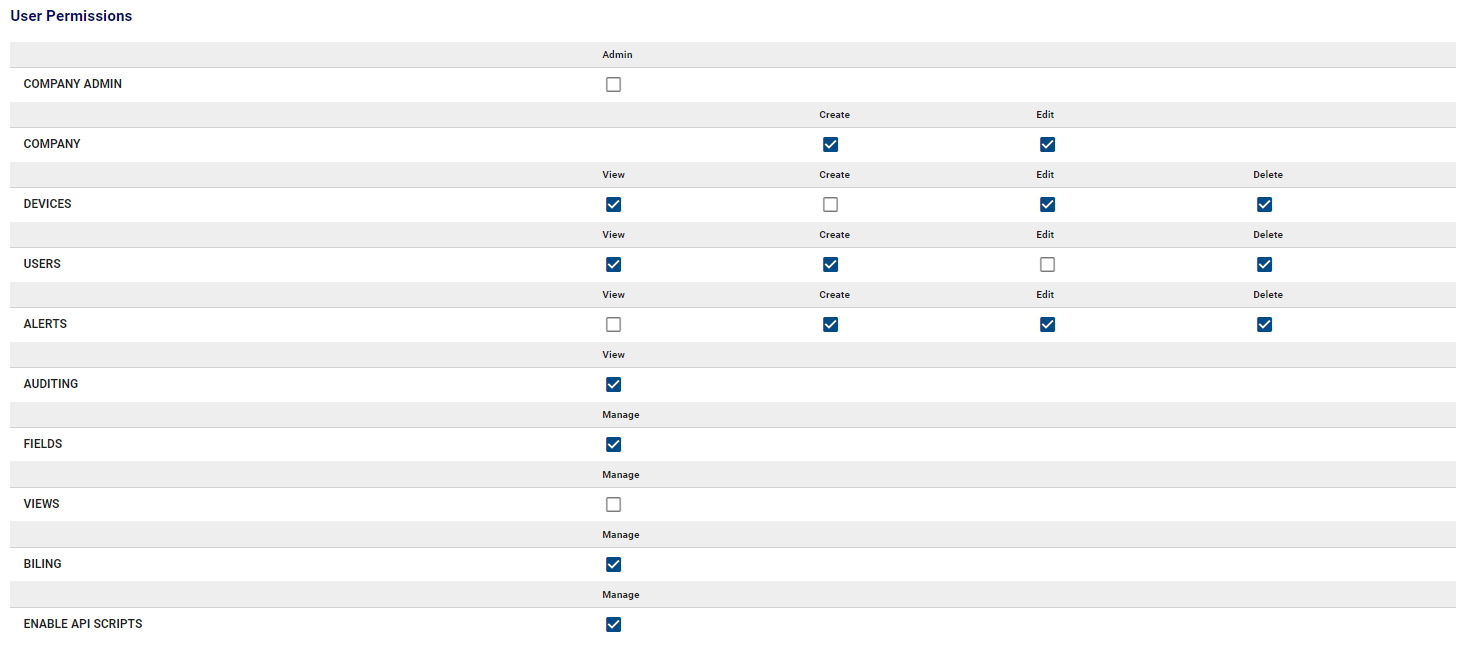 User Permissions
Admin
COMPANY ADMIN
Create Edit
COMPANY
View Create Edit Delete
DEVICES
View Create Edit Delete
USERS
View Create Edit Delete
ALERTS
View
AUDITING
Manage
FIELDS
Manage
VIEWS
Manage
BILING
Manage
ENABLE API SCRIPTS